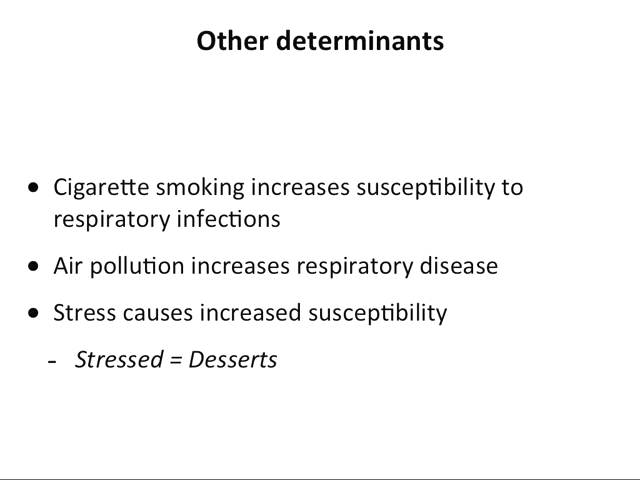 Other determinants
• Cigarette smoking increases susceptibility to
respiratory infections
• Air pollution increases respiratory disease
• Stress causes increased susceptibility
- Stressed = Desserts